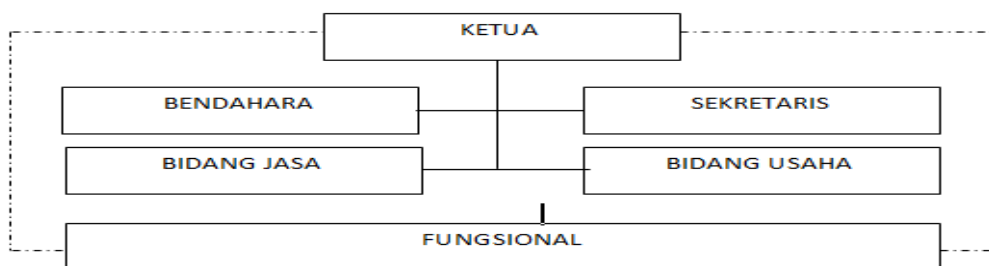 KETUA
BENDAHARA
SEKRETARIS
BIDANG JASA
BIDANG USAHA
FUNGSIONAL